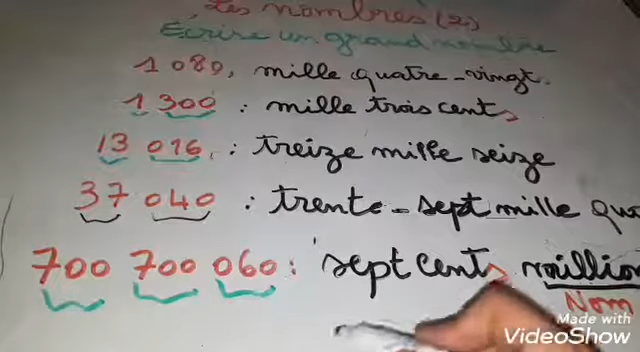 Les nombres (2)
Écrire un grand nombre
1 080, mille quatre-vingt.
1 300 : mille trois cents
13 016, : treize mille seize
37 040 : trente-sept mille qua
700 700 060 : sept cents million
Nom
Made with
VideoShow